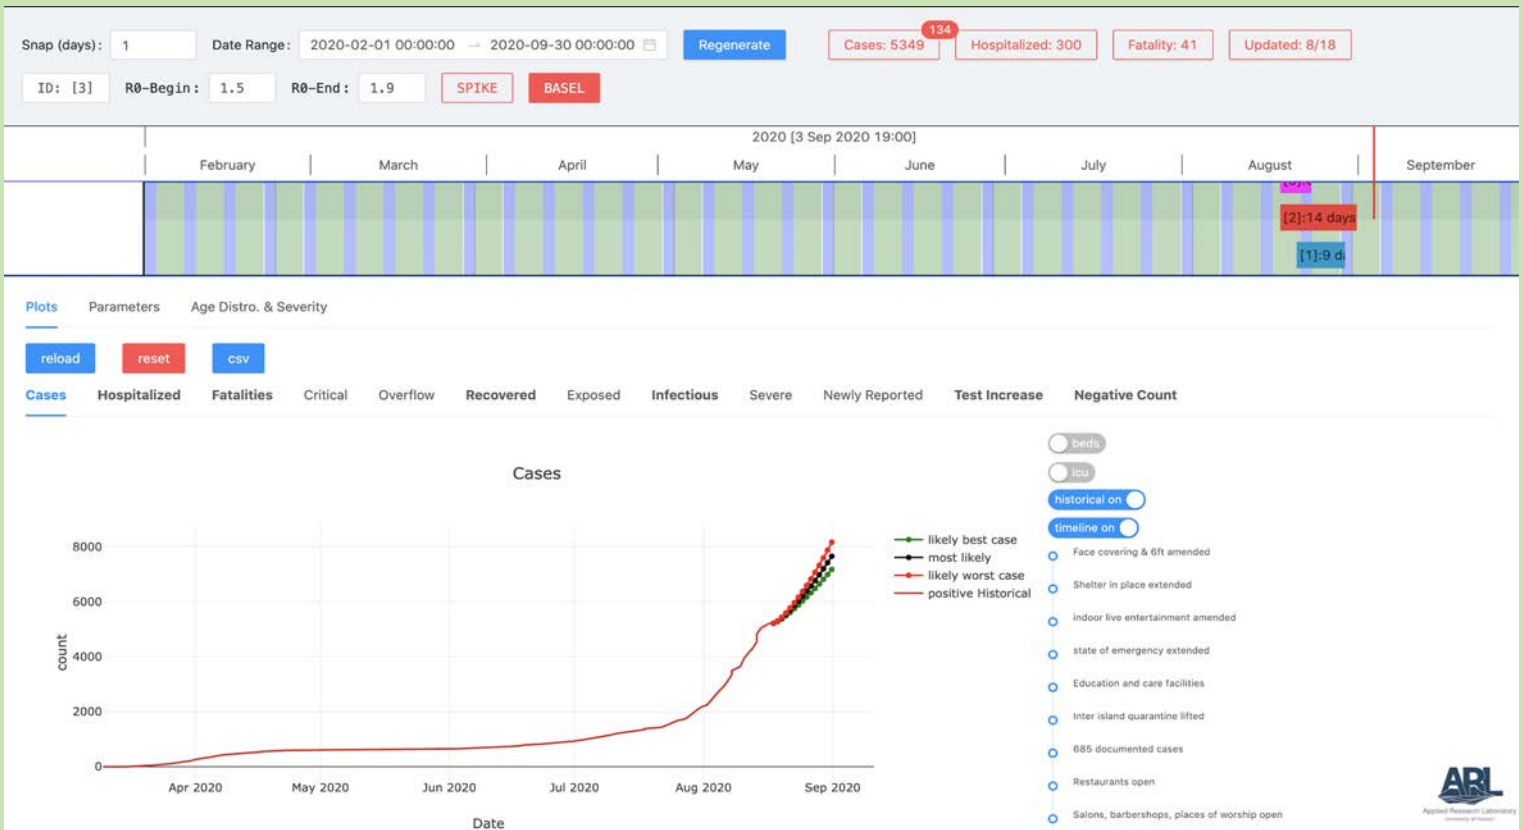 Snap (days): 1 Date Range: 2020-02-01 00:00:00 → 2020-09-30 00:00:00 Regenerate Cases: 5349 134 Hospitalized: 300 Fatality: 41 Updated: 8/18
ID: [3] R0-Begin: 1.5 R0-End: 1.9 SPIKE BASEL
2020 [3 Sep 2020 19:00]
February March April May June July August September
[2]:14 days
[1]:9 d
Plots Parameters Age Distro. & Severity
reload reset csv
Cases Hospitalized Fatalities Critical Overflow Recovered Exposed Infectious Severe Newly Reported Test Increase Negative Count
beds
icu
historical on
timeline on
Cases
8000
6000
4000
2000
0
count
Apr 2020 May 2020 Jun 2020 Jul 2020 Aug 2020 Sep 2020
Date
likely best case
most likely
likely worst case
positive Historical
Face covering & 6ft amended
Shelter in place extended
indoor live entertainment amended
state of emergency extended
Education and care facilities
Inter island quarantine lifted
685 documented cases
Restaurants open
Salons, barbershops, places of worship open
ARL
Applied Research Laboratory